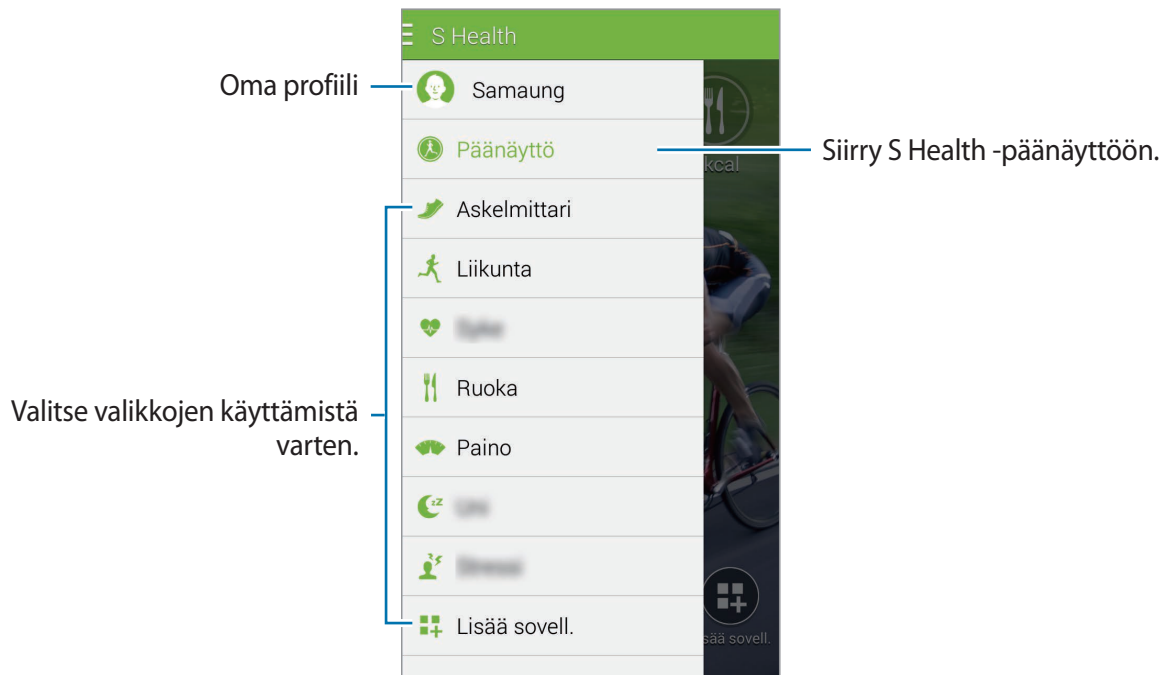 S Health
Oma profiili
Samaung
Päänäyttö
Siirry S Health -päänäyttöön.
kcal
Askelmittari
Liikunta
Ruoka
Valitse valikkojen käyttämistä
varten.
Paino
Lisää sovell.
sää sovell.